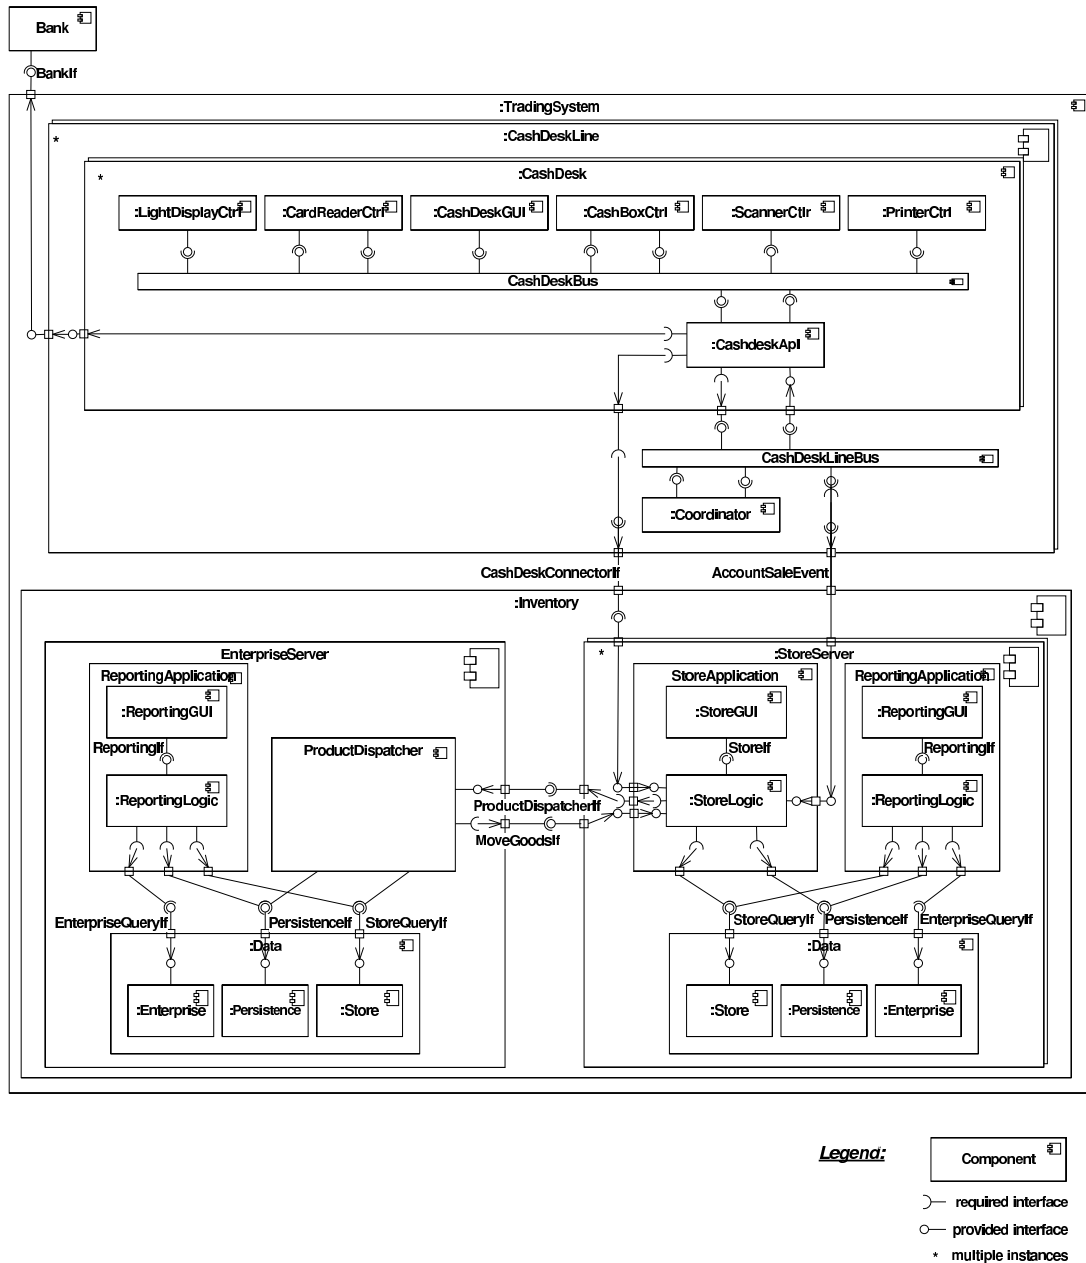 Bank
BankIf
:TradingSystem
*
:CashDeskLine
*
:CashDesk
:LightDisplayCtrl
:CardReaderCtrl
:CashDeskGUI
:CashBoxCtrl
:ScannerCtlr
:PrinterCtrl
CashDeskBus
:CashdeskApl
CashDeskLineBus
:Coordinator
CashDeskConnectorIf
AccountSaleEvent
:Inventory
EnterpriseServer
*
:StoreServer
ReportingApplication
StoreApplication
ReportingApplication
:ReportingGUI
:StoreGUI
:ReportingGUI
ReportingIf
ProductDispatcher
StoreIf
ReportingIf
:ReportingLogic
:StoreLogic
:ReportingLogic
ProductDispatcherIf
MoveGoodsIf
EnterpriseQueryIf
PersistenceIf
StoreQueryIf
StoreQueryIf
PersistenceIf
EnterpriseQueryIf
:Data
:Data
:Enterprise
:Persistence
:Store
:Store
:Persistence
:Enterprise
Legend:
Component
required interface
provided interface
* multiple instances